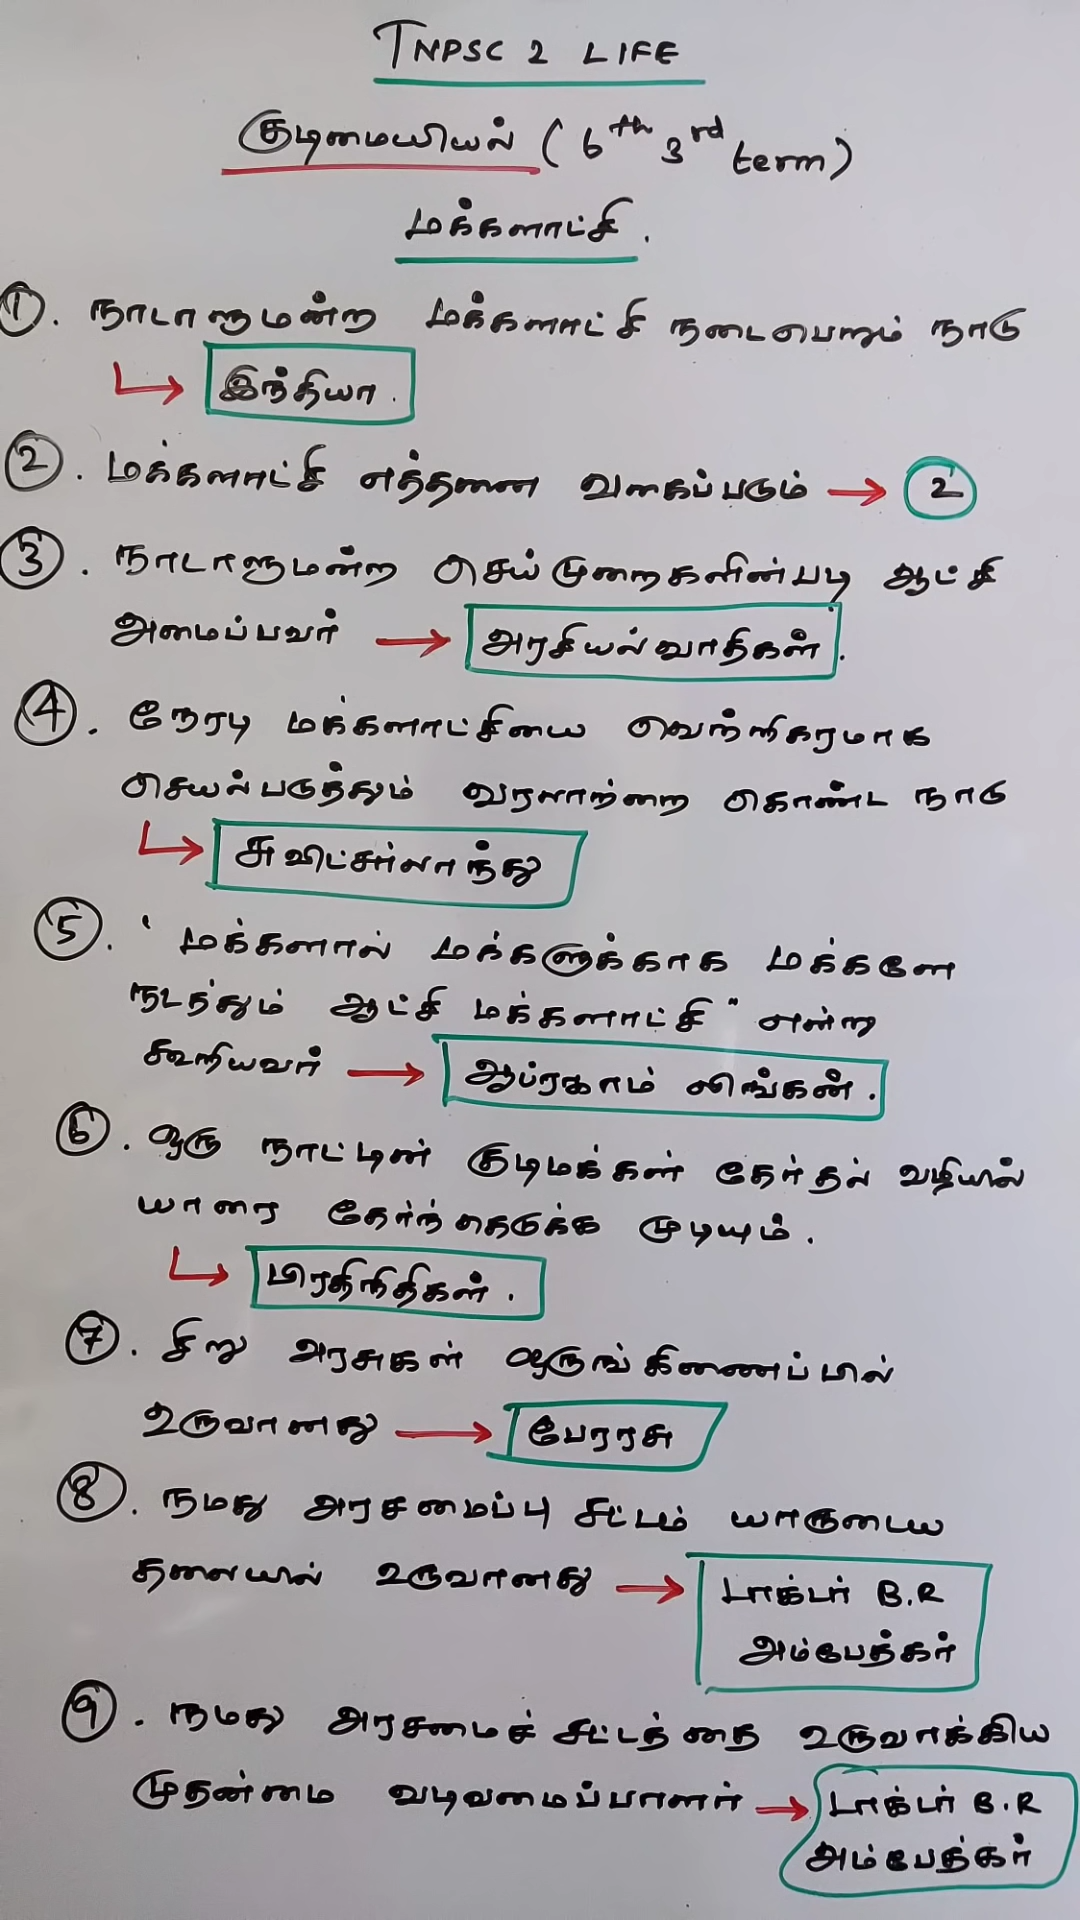 TNPSC 2 LIFE
குடிமையியல் (6th 3rd term)
மக்களாட்சி.
1. நாடாளுமன்ற மக்களாட்சி நடைபெறும் நாடு
இந்தியா.
2. மக்களாட்சி எத்தனை வகைப்படும் → 2
3. நாடாளுமன்ற செய்முறைகளின்படி ஆட்சி
அமைப்பவர் → அரசியல்வாதிகள்.
4. நேரடி மக்களாட்சியை வெற்றிகரமாக
செயல்படுத்தும் வரலாற்றை கொண்ட நாடு
சுவிட்சர்லாந்து
5. ‘மக்களால் மக்களுக்காக மக்களே
நடத்தும் ஆட்சி மக்களாட்சி" என்று
கூறியவர் → ஆப்ரகாம் லிங்கன்.
6. ஒரு நாட்டின் குடிமக்கள் தேர்தல் வழியில்
யாரை தேர்ந்தெடுக்க முடியும்.
பிரதிநிதிகள்.
7. சிறு அரசுகள் ஒருங்கிணைப்பில்
உருவானது → பேரரசு
8. நமது அரசமைப்பு சட்டம் யாருடைய
தலையில் உருவானது → டாக்டர் B.R
அம்பேத்கர்
9. நமது அரசமைச் சட்டத்தை உருவாக்கிய
முதன்மை வடிவமைப்பாளர் → டாக்டர் B.R
அம்பேத்கர்